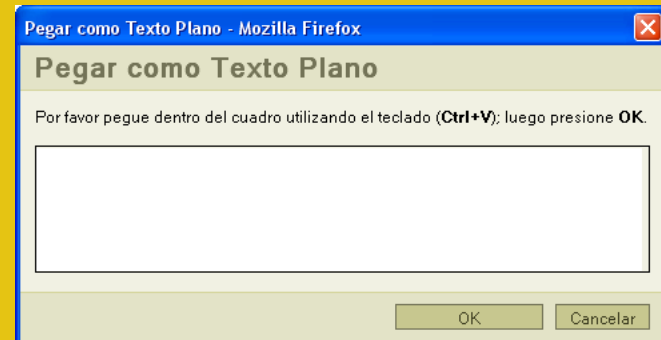 Pegar como Texto Plano - Mozilla Firefox
Pegar como Texto Plano
Por favor pegue dentro del cuadro utilizando el teclado (Ctrl+V); luego presione OK.
OK Cancelar